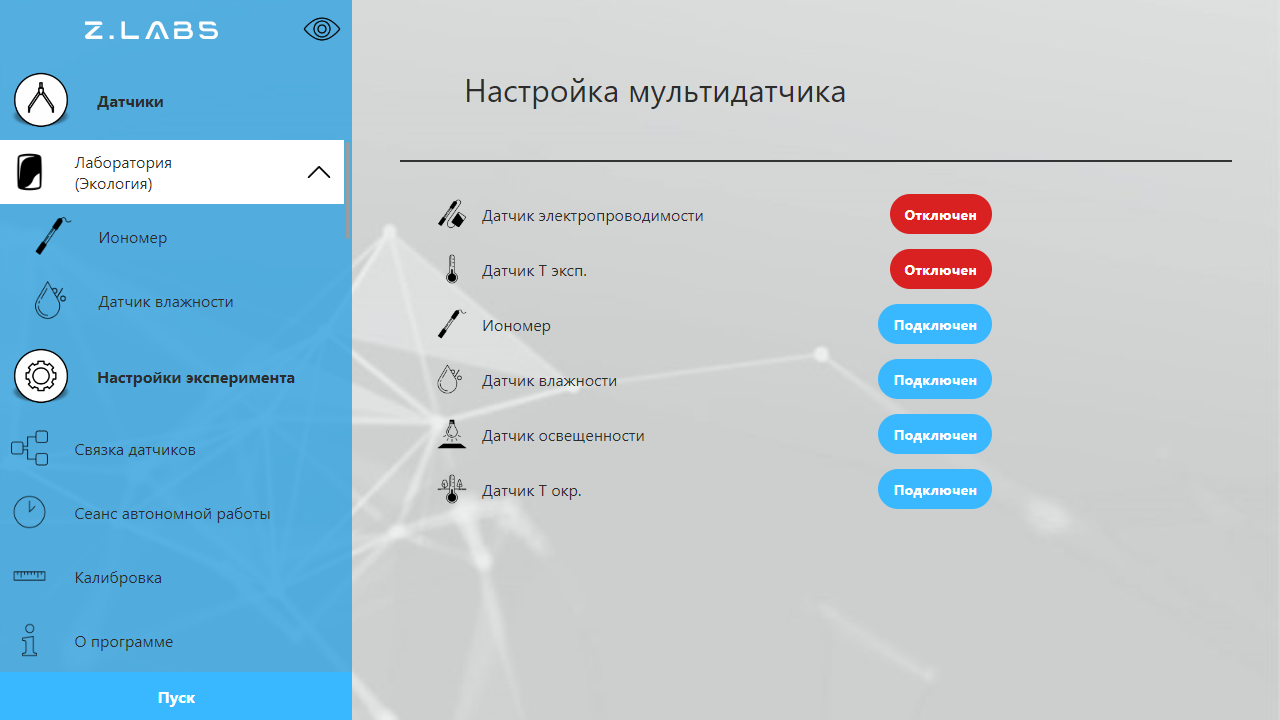 Z.LABS
Датчики
Лаборатория
(Экология)
Иономер
Датчик влажности
Настройки эксперимента
Связка датчиков
Сеанс автономной работы
Калибровка
О программе
Пуск
Настройка мультидатчика
Датчик электропроводимости Отключен
Датчик Т эксп. Отключен
Иономер Подключен
Датчик влажности Подключен
Датчик освещенности Подключен
Датчик Т окр. Подключен